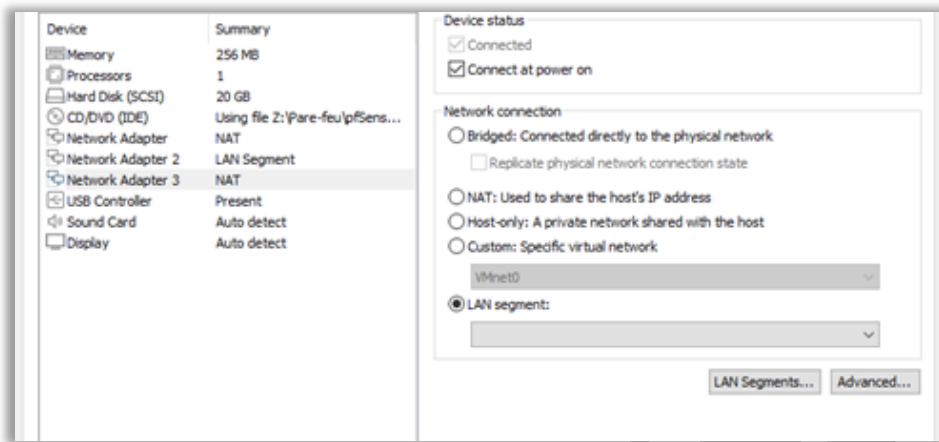 Device Summary
Memory 256 MB
Processors 1
Hard Disk (SCSI) 20 GB
CD/DVD (IDE) Using file Z:\Pare-feu\pfSens...
Network Adapter NAT
Network Adapter 2 LAN Segment
Network Adapter 3 NAT
USB Controller Present
Sound Card Auto detect
Display Auto detect
Device status
Connected
Connect at power on
Network connection
Bridged: Connected directly to the physical network
Replicate physical network connection state
NAT: Used to share the host's IP address
Host-only: A private network shared with the host
Custom: Specific virtual network
VMnet0
LAN segment:
LAN Segments... Advanced...